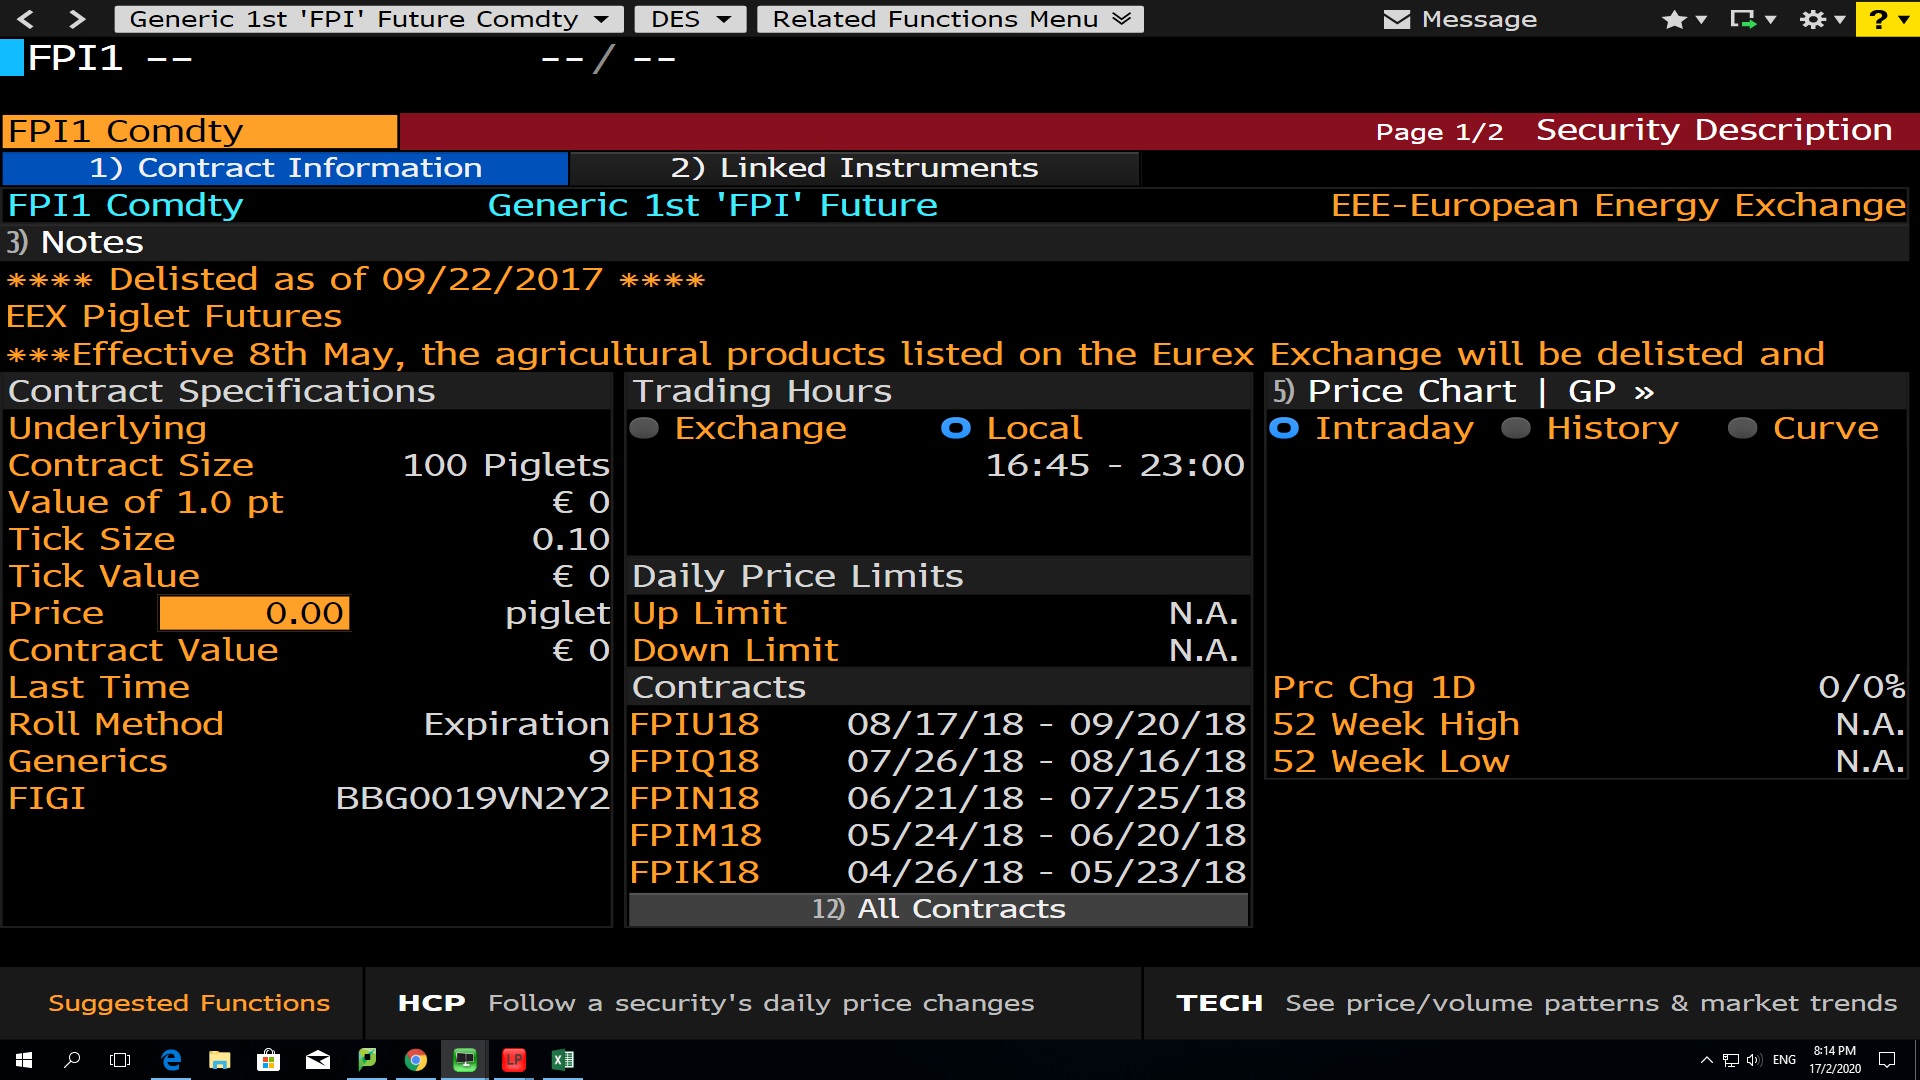 Generic 1st 'FPI' Future Comdty DES Related Functions Menu Message ?
FPI1 -- --/--
FPI1 Comdty Page 1/2 Security Description
1) Contract Information 2) Linked Instruments
FPI1 Comdty Generic 1st 'FPI' Future EEE-European Energy Exchange
3) Notes
**** Delisted as of 09/22/2017 ****
EEX Piglet Futures
***Effective 8th May, the agricultural products listed on the Eurex Exchange will be delisted and
Contract Specifications
Underlying
Contract Size 100 Piglets
Value of 1.0 pt € 0
Tick Size 0.10
Tick Value € 0
Price 0.00 piglet
Contract Value € 0
Last Time
Roll Method Expiration
Generics 9
FIGI BBG0019VN2Y2
Trading Hours
Exchange Local
16:45 - 23:00
Daily Price Limits
Up Limit N.A.
Down Limit N.A.
Contracts
FPIU18 08/17/18 - 09/20/18
FPIQ18 07/26/18 - 08/16/18
FPIN18 06/21/18 - 07/25/18
FPIM18 05/24/18 - 06/20/18
FPIK18 04/26/18 - 05/23/18
12) All Contracts
5) Price Chart | GP »
Intraday History Curve
Prc Chg 1D 0/0%
52 Week High N.A.
52 Week Low N.A.
Suggested Functions HCP Follow a security's daily price changes TECH See price/volume patterns & market trends
LP ENG 8:14 PM
17/2/2020